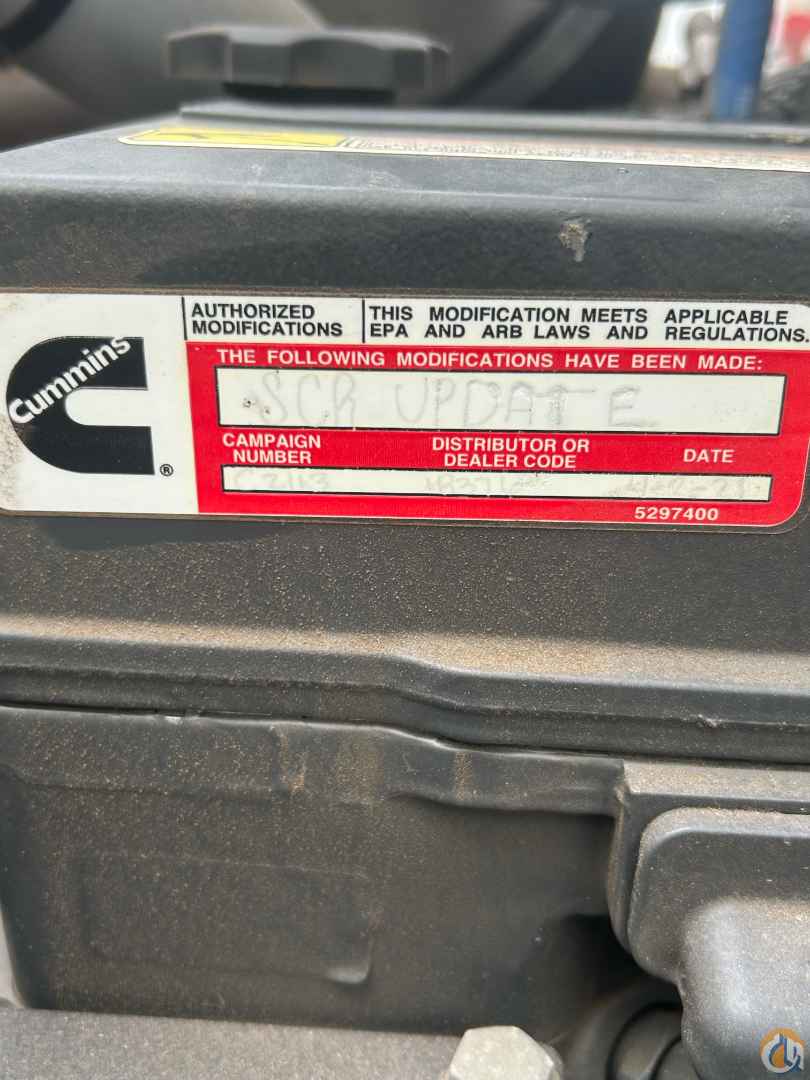 AUTHORIZED MODIFICATIONS
THIS MODIFICATION MEETS APPLICABLE
EPA AND ARB LAWS AND REGULATIONS.
Cummins
®
THE FOLLOWING MODIFICATIONS HAVE BEEN MADE:
SCR UPDATE
CAMPAIGN NUMBER
DISTRIBUTOR OR DEALER CODE
DATE
5297400